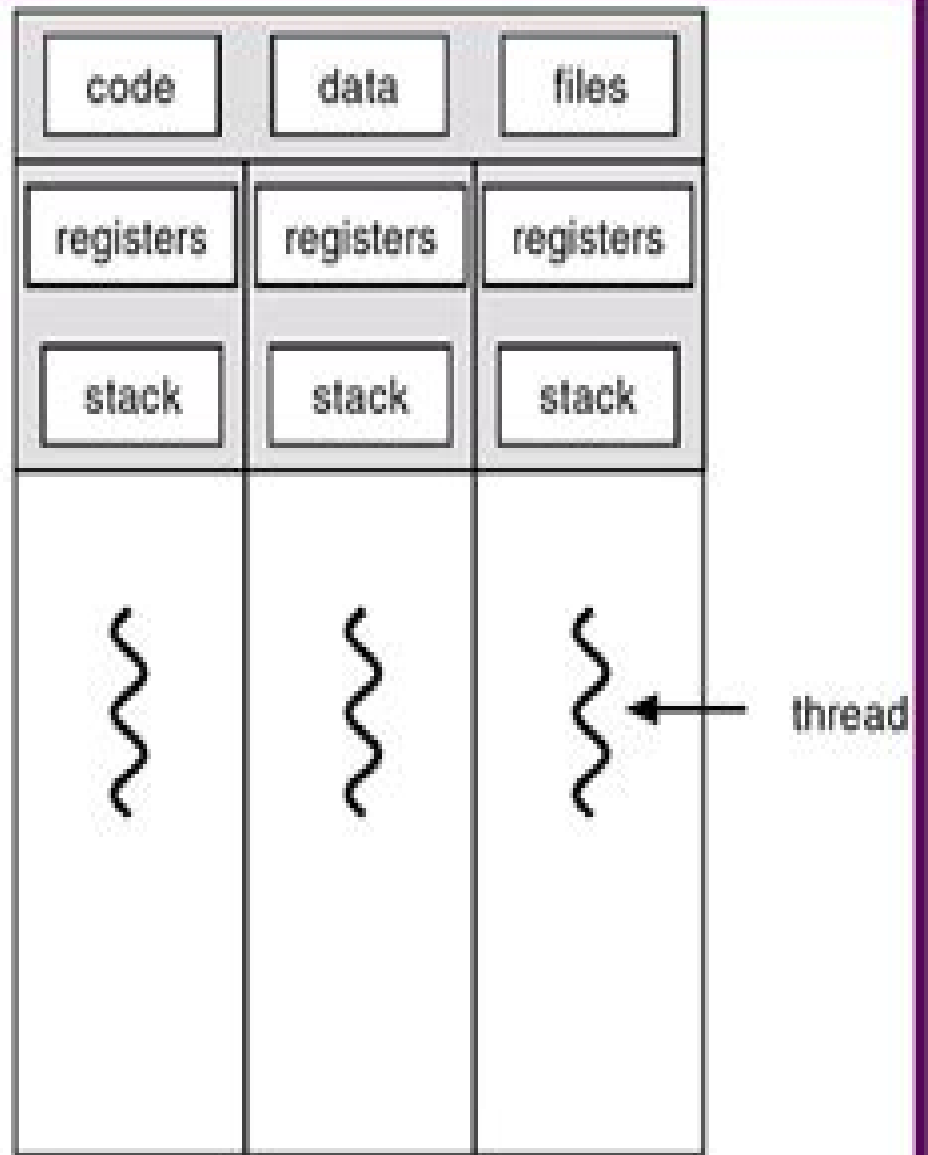 code data files
registers registers registers
stack stack stack
thread